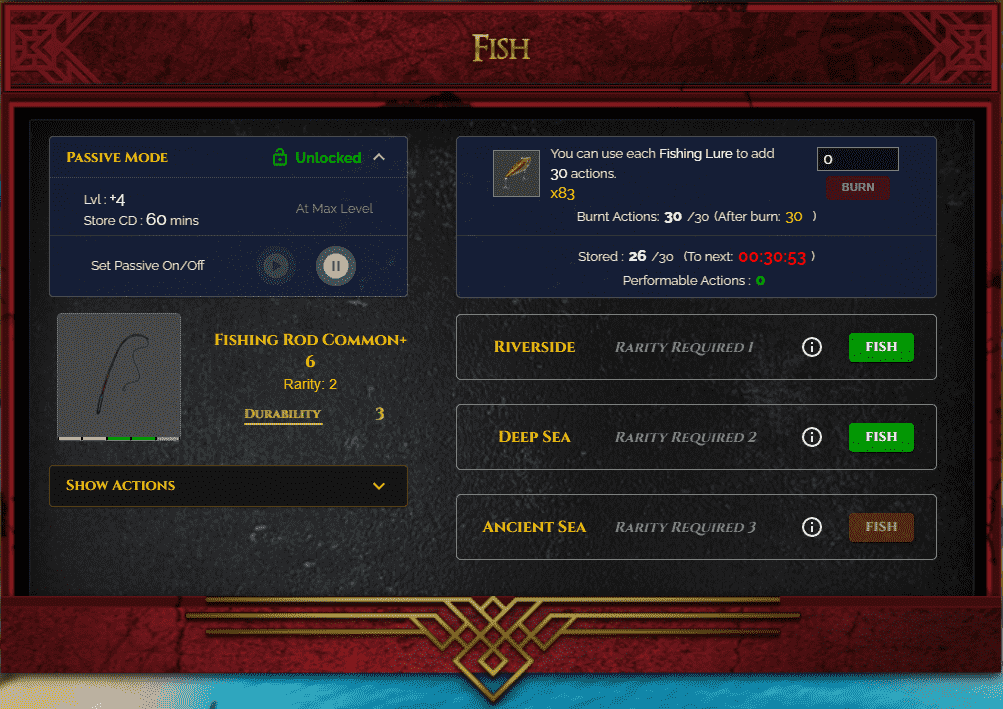 Fish
Passive Mode
Unlocked
Lvl : +4
Store CD : 60 mins
At Max Level
Set Passive On/Off
Fishing Rod Common+
6
Rarity: 2
Durability 3
Show Actions
You can use each Fishing Lure to add
30 actions.
x83
0
BURN
Burnt Actions: 30 /30 (After burn: 30 )
Stored : 26 /30 (To next: 00:30:53 )
Performable Actions : 0
Riverside Rarity Required 1 FISH
Deep Sea Rarity Required 2 FISH
Ancient Sea Rarity Required 3 FISH